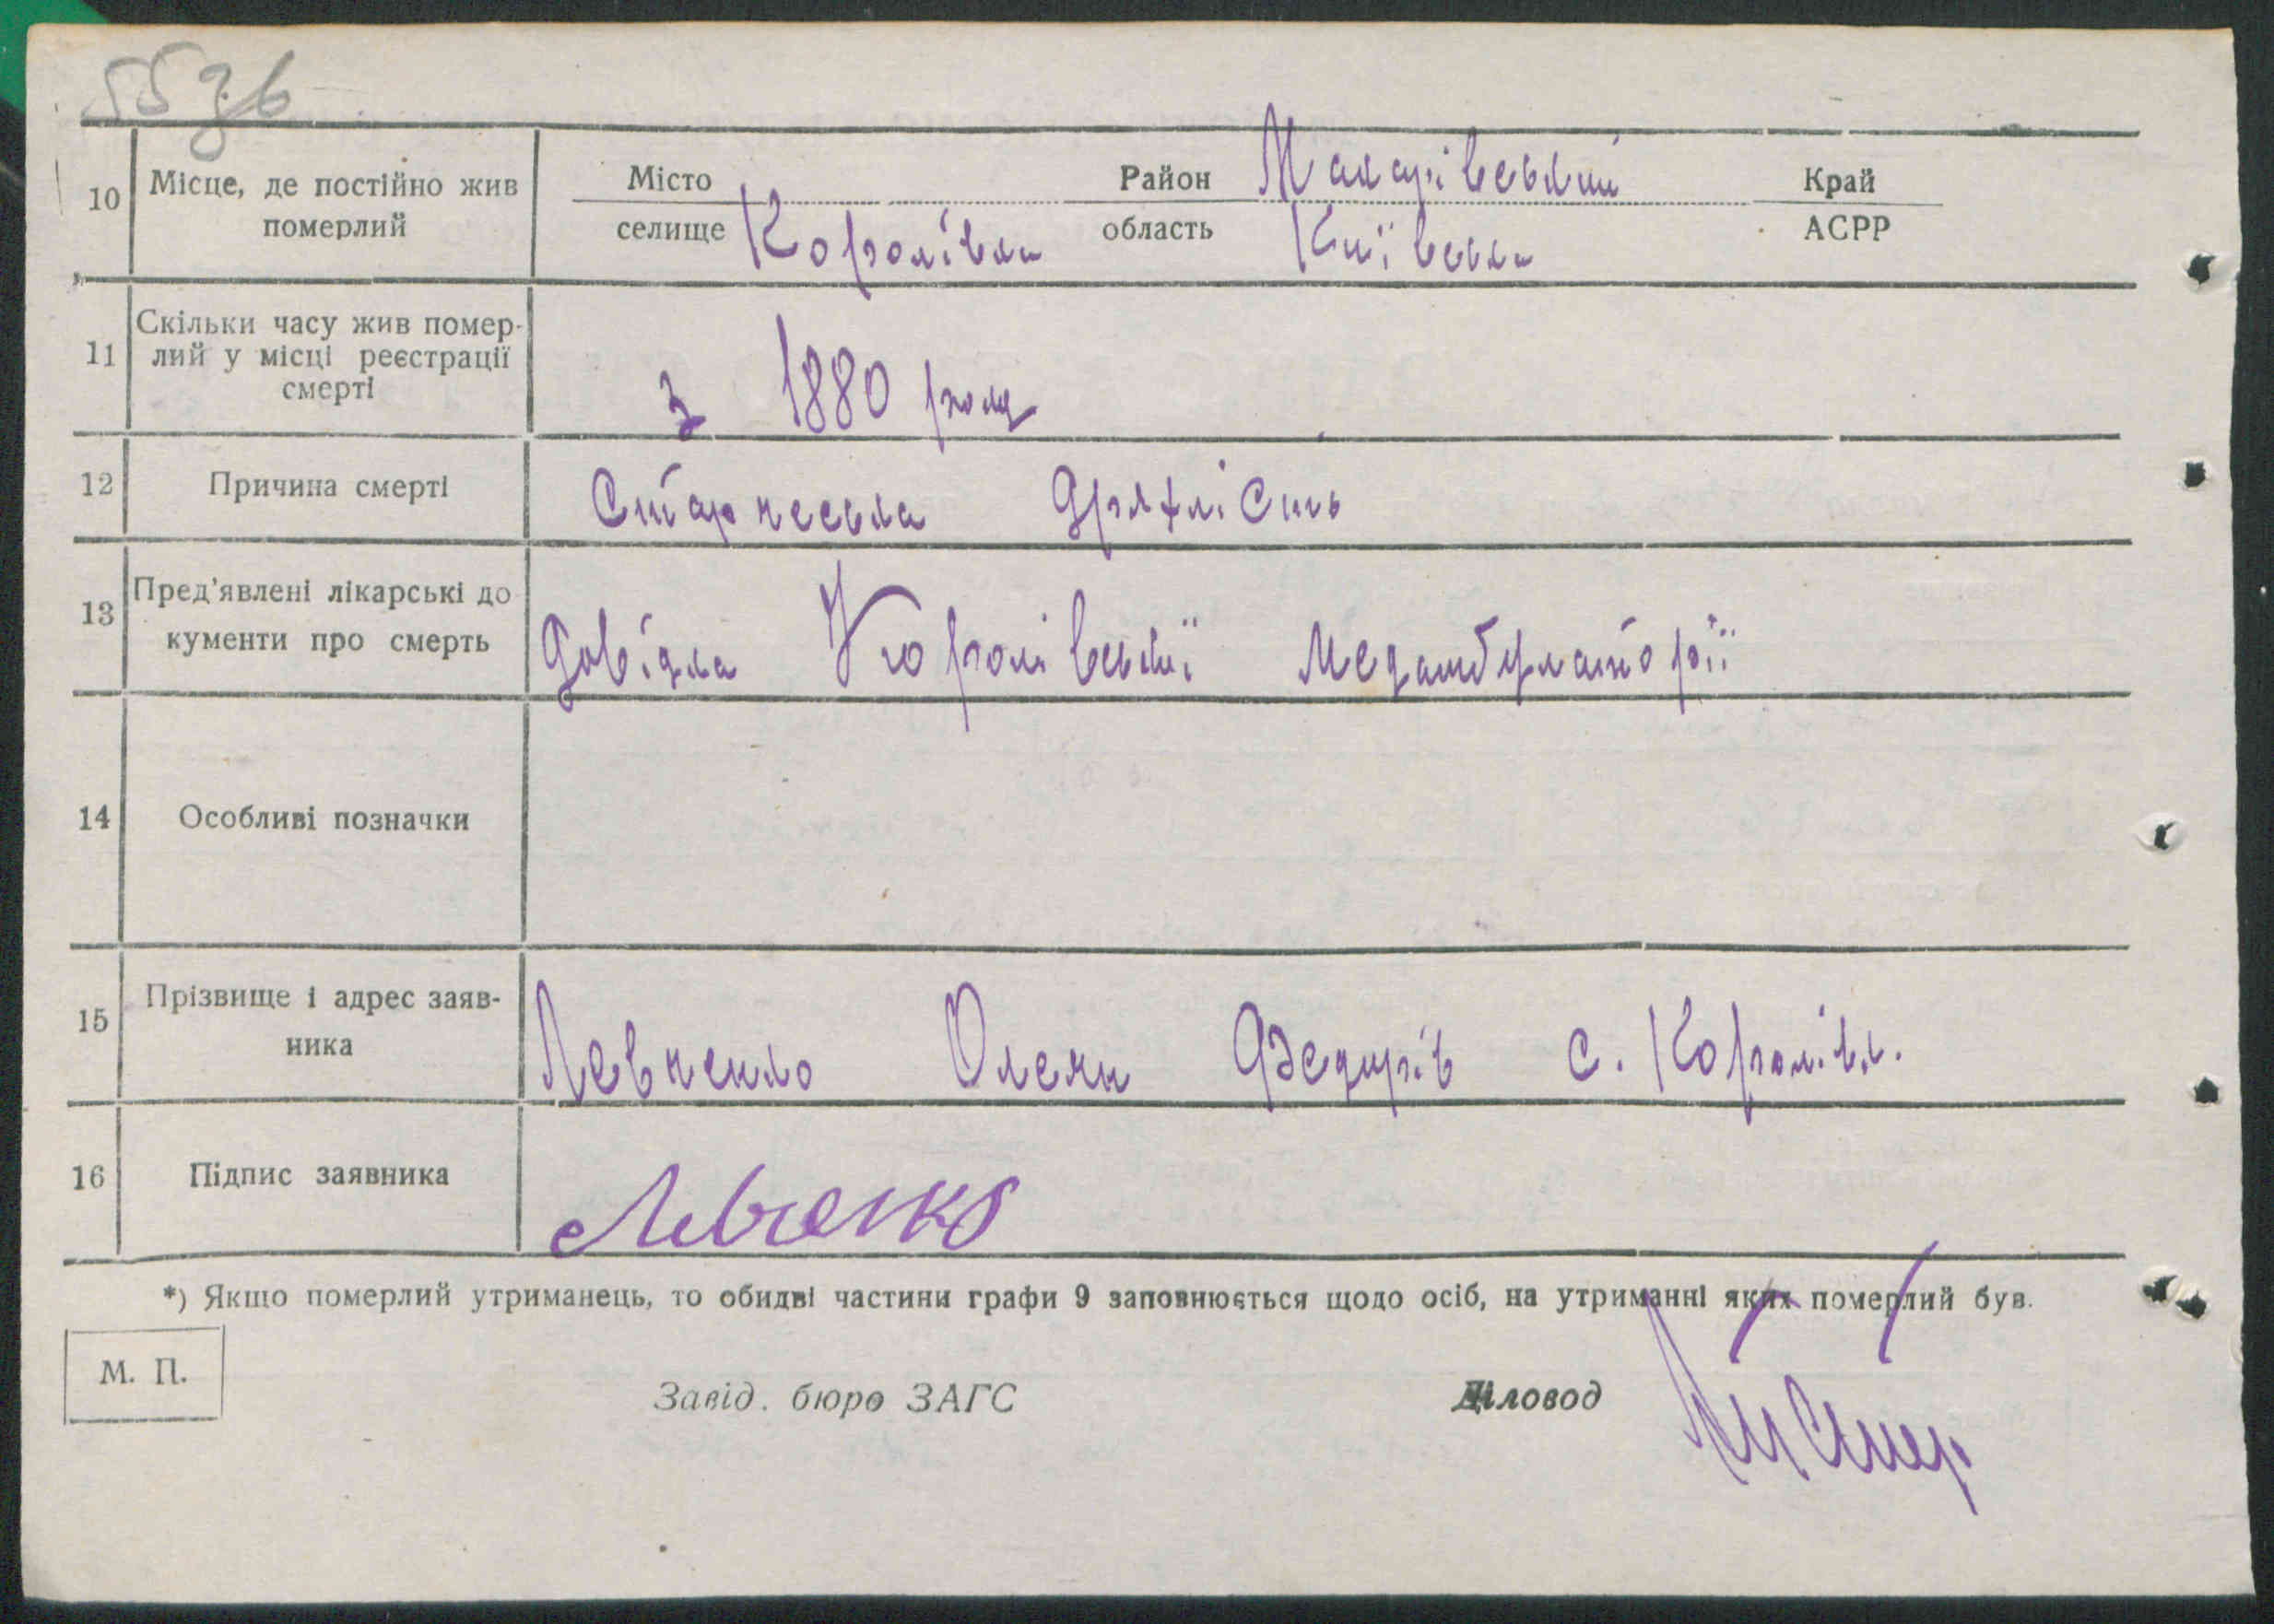 55
10 Місце, де постійно жив померлий Місто селище Королівка Район Макарівський область Київська Край АСРР
11 Скільки часу жив помер-
лий у місці реєстрації
смерті
з 1880 року
12 Причина смерті Старческа дряхлість
13 Пред'явлені лікарські до
кументи про смерть
Довідка Королівської Медамбулаторії
14 Особливі позначки
15 Прізвище і адрес заяв-
ника
Левченко Олени Федорів с. Королівк.
16 Підпис заявника Левченко
*) Якщо померлий утриманець, то обидві частини графи 9 заповнюється щодо осіб, на утриманні яких померлий був.
М. П.
Завід. бюро ЗАГС Діловод